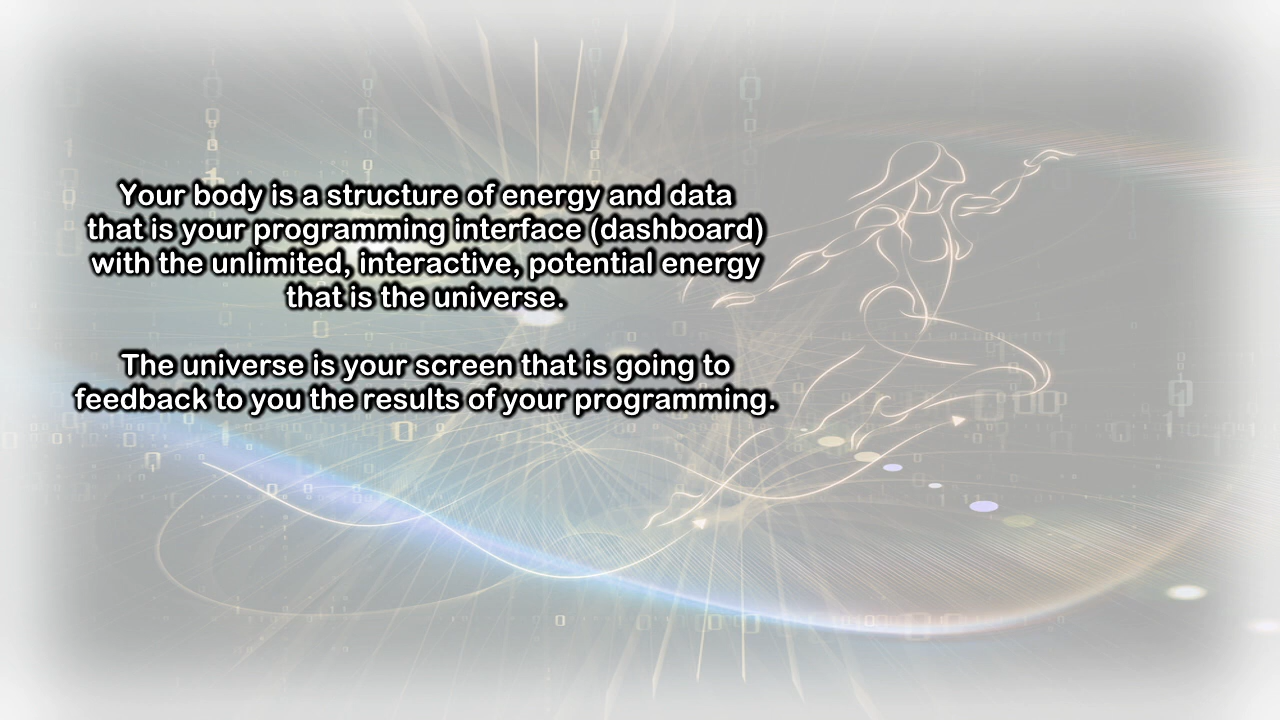 Your body is a structure of energy and data
that is your programming interface (dashboard)
with the unlimited, interactive, potential energy
that is the universe.
The universe is your screen that is going to
feedback to you the results of your programming.